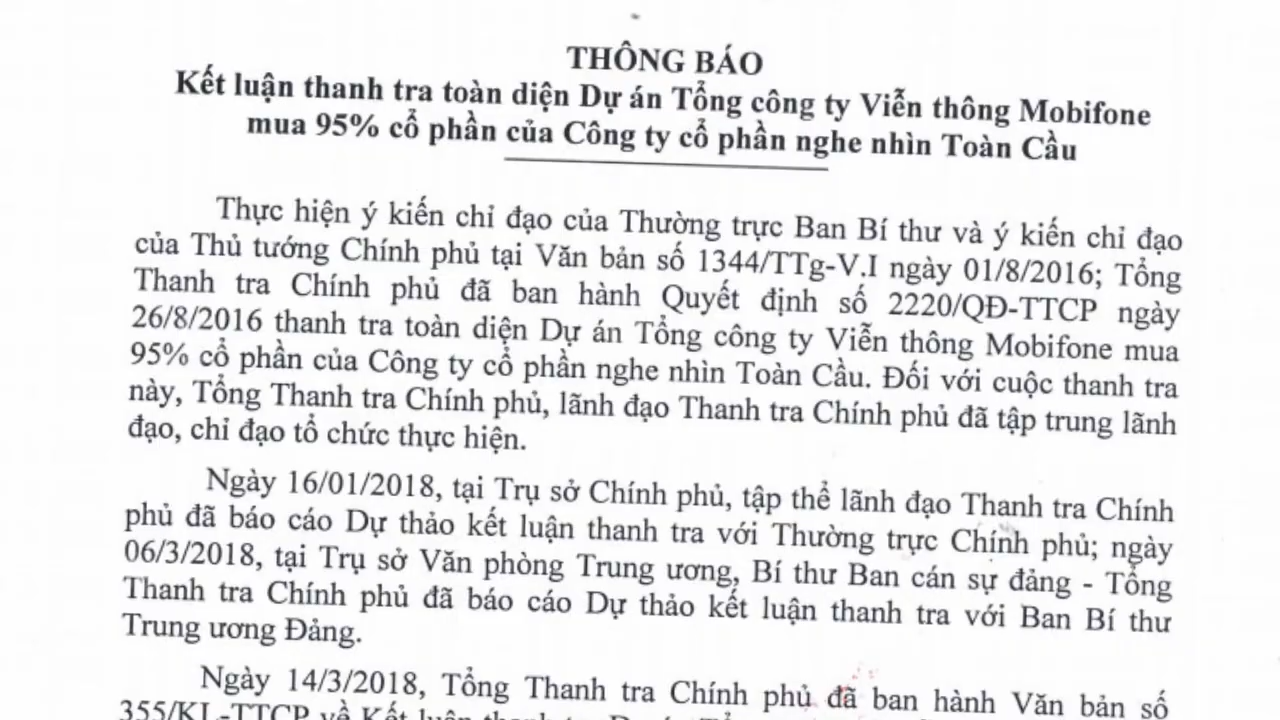 THÔNG BÁO
Kết luận thanh tra toàn diện Dự án Tổng công ty Viễn thông Mobifone
mua 95% cổ phần của Công ty cổ phần nghe nhìn Toàn Cầu
Thực hiện ý kiến chỉ đạo của Thường trực Ban Bí thư và ý kiến chỉ đạo
của Thủ tướng Chính phủ tại Văn bản số 1344/TTg-V.I ngày 01/8/2016; Tổng
Thanh tra Chính phủ đã ban hành Quyết định số 2220/QĐ-TTCP ngày
26/8/2016 thanh tra toàn diện Dự án Tổng công ty Viễn thông Mobifone mua
95% cổ phần của Công ty cổ phần nghe nhìn Toàn Cầu. Đối với cuộc thanh tra
này, Tổng Thanh tra Chính phủ, lãnh đạo Thanh tra Chính phủ đã tập trung lãnh
đạo, chỉ đạo tổ chức thực hiện.
Ngày 16/01/2018, tại Trụ sở Chính phủ, tập thể lãnh đạo Thanh tra Chính
phủ đã báo cáo Dự thảo kết luận thanh tra với Thường trực Chính phủ; ngày
06/3/2018, tại Trụ sở Văn phòng Trung ương, Bí thư Ban cán sự đảng - Tổng
Thanh tra Chính phủ đã báo cáo Dự thảo kết luận thanh tra với Ban Bí thư
Trung ương Đảng.
Ngày 14/3/2018, Tổng Thanh tra Chính phủ đã ban hành Văn bản số
355/KL-TTCP về Kết luận thanh tra Dự án Tổng